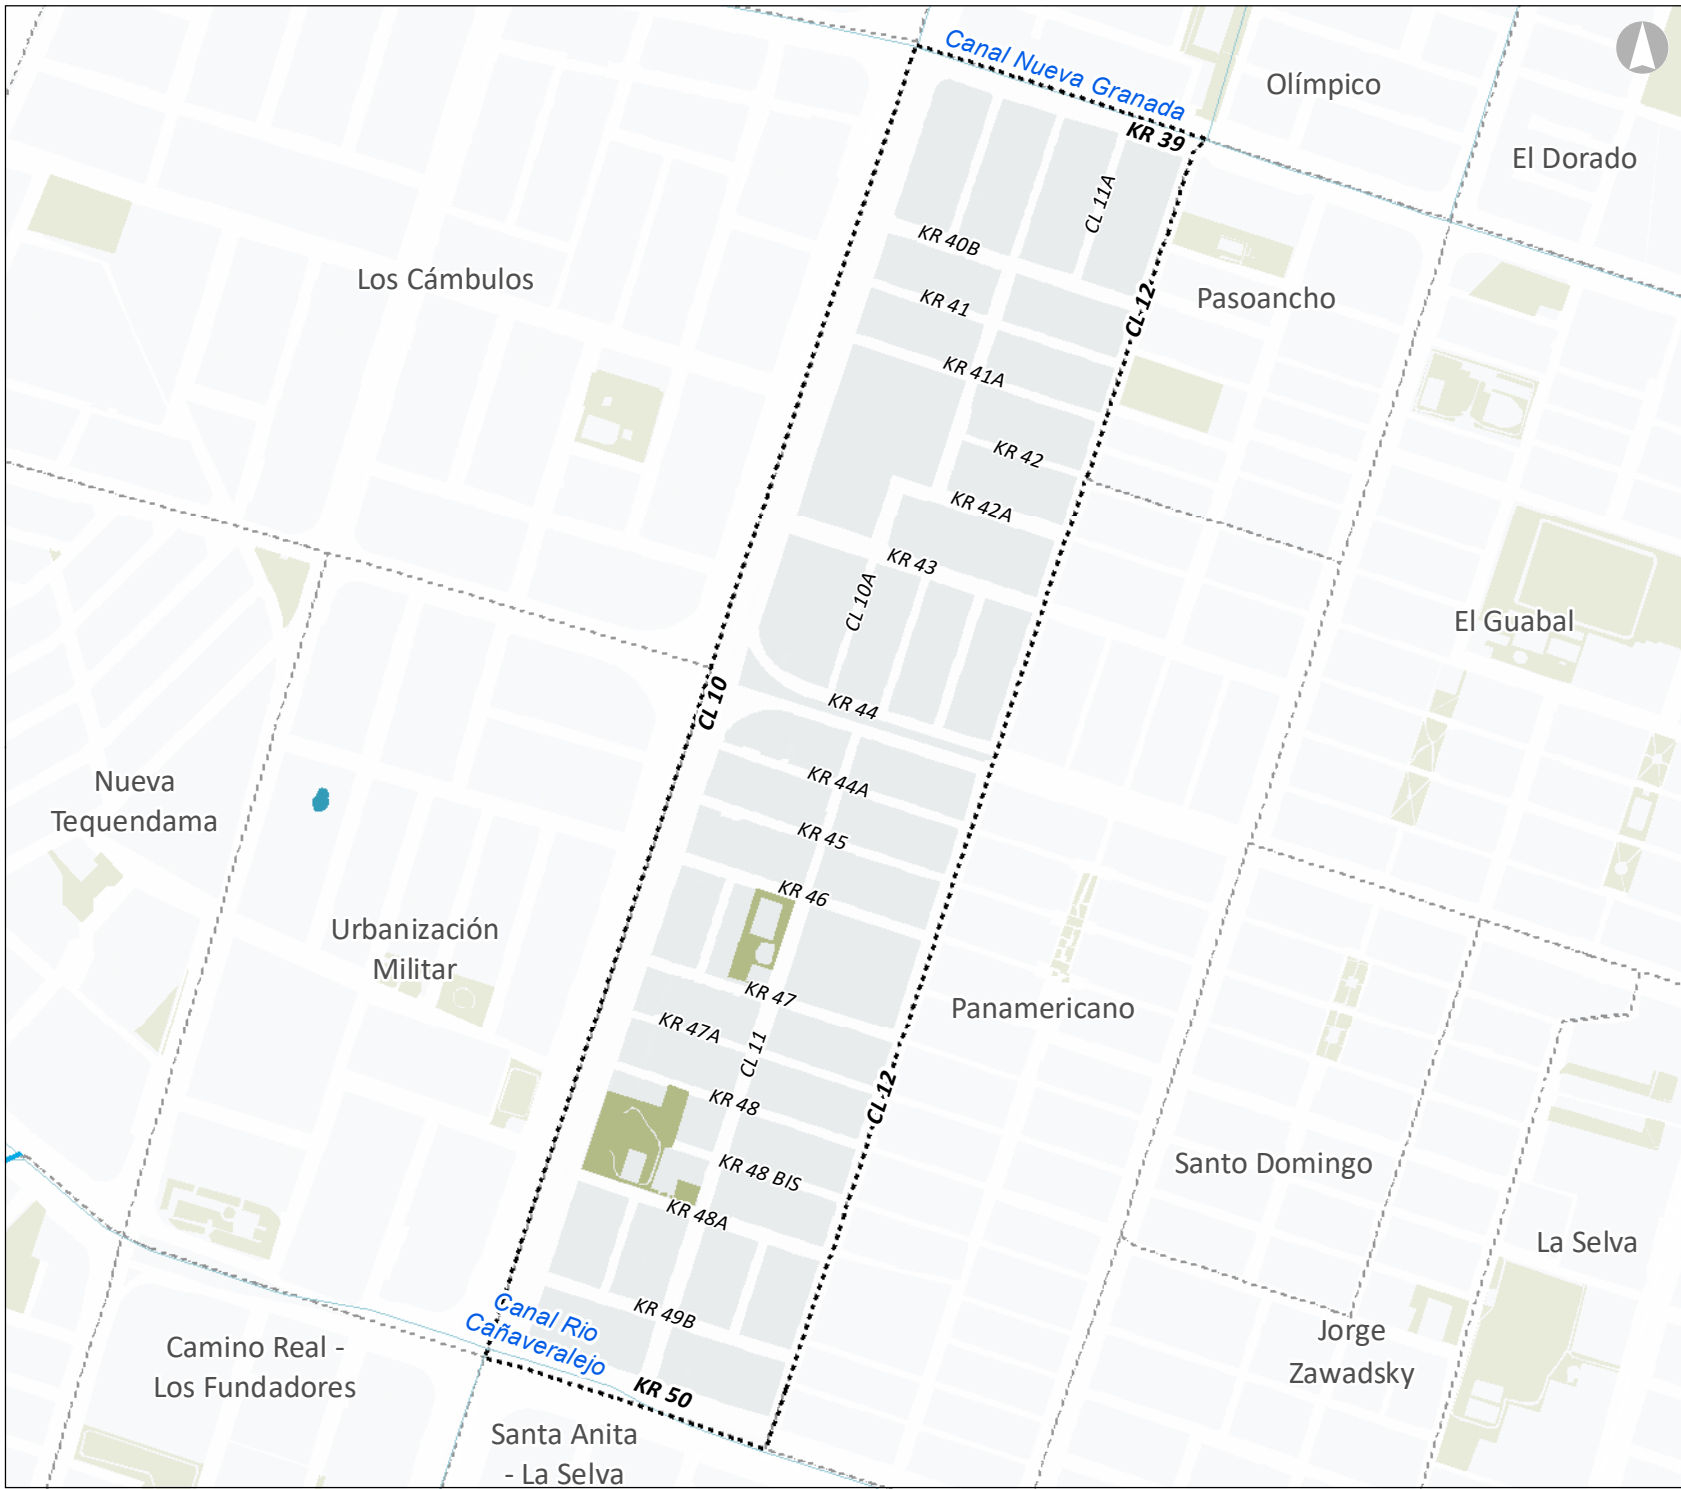 Canal Nueva Granada
Olímpico
KR 39
El Dorado
CL 11A
KR 40B
Los Cámbulos
Pasoancho
KR 41
CL 12
KR 41A
KR 42
KR 42A
KR 43
CL 10A
El Guabal
CL 10
KR 44
Nueva
Tequendama
KR 44A
KR 45
KR 46
Urbanización
Militar
KR 47
Panamericano
KR 47A
CL 11
CL 12
KR 48
KR 48 BIS
Santo Domingo
KR 48A
La Selva
Canal Rio
Cañaveralejo
KR 49B
Jorge
Zawadsky
Camino Real -
Los Fundadores
KR 50
Santa Anita
- La Selva